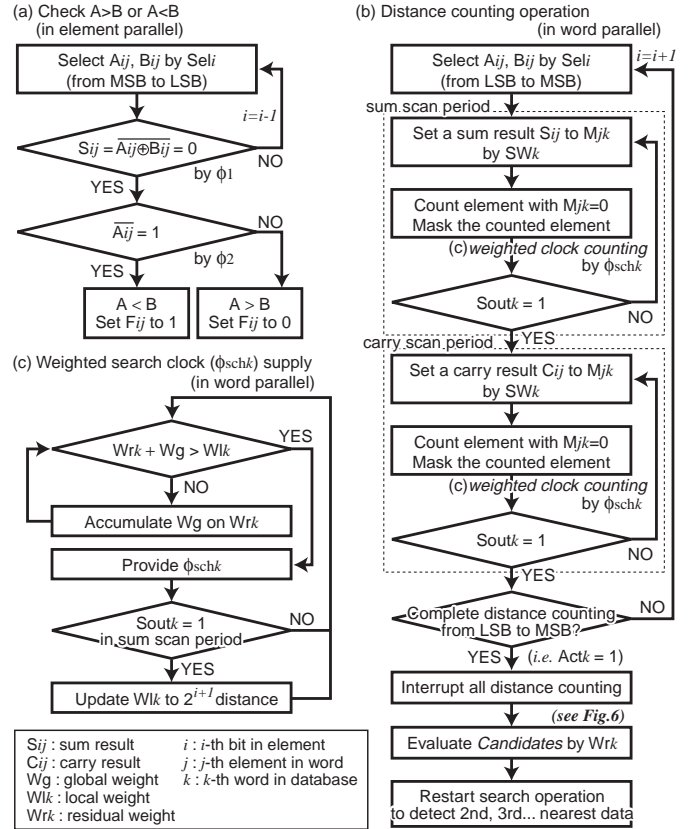 (a) Check A>B or A<B
(in element parallel)
Select Aij, Bij by Seli
(from MSB to LSB)
i=i-1
Sij = A̅i̅j̅⊕̅B̅i̅j̅ = 0
NO
by ϕ1
YES
A̅i̅j̅ = 1
NO
by ϕ2
YES
A < B
Set Fij to 1
A > B
Set Fij to 0
(c) Weighted search clock (ϕschk) supply
(in word parallel)
Wrk + Wg > Wlk
YES
NO
Accumulate Wg on Wrk
Provide ϕschk
Soutk = 1
in sum scan period
NO
YES
Update Wlk to 2^{i+1} distance
Sij : sum result
Cij : carry result
Wg : global weight
Wlk : local weight
Wrk : residual weight
i : i-th bit in element
j : j-th element in word
k : k-th word in database
(b) Distance counting operation
(in word parallel)
i=i+1
Select Aij, Bij by Seli
(from LSB to MSB)
sum scan period
Set a sum result Sij to Mjk
by SWk
Count element with Mjk=0
Mask the counted element
(c)weighted clock counting
by ϕschk
Soutk = 1
NO
YES
carry scan period
Set a carry result Cij to Mjk
by SWk
Count element with Mjk=0
Mask the counted element
(c)weighted clock counting
by ϕschk
Soutk = 1
NO
YES
Complete distance counting
from LSB to MSB?
NO
YES (i.e. Actk = 1)
Interrupt all distance counting
(see Fig.6)
Evaluate Candidates by Wrk
Restart search operation
to detect 2nd, 3rd... nearest data